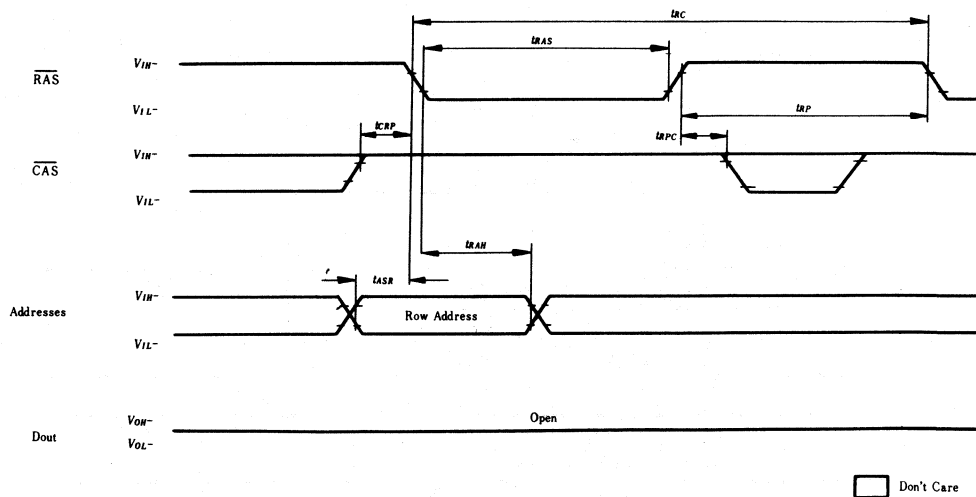 tRC
tRAS
RAS
VIH-
VIL-
tRP
tCRP
tRPC
CAS
VIH-
VIL-
tRAH
tASR
Addresses
VIH-
VIL-
Row Address
Dout
VOH-
VOL-
Open
Don't Care